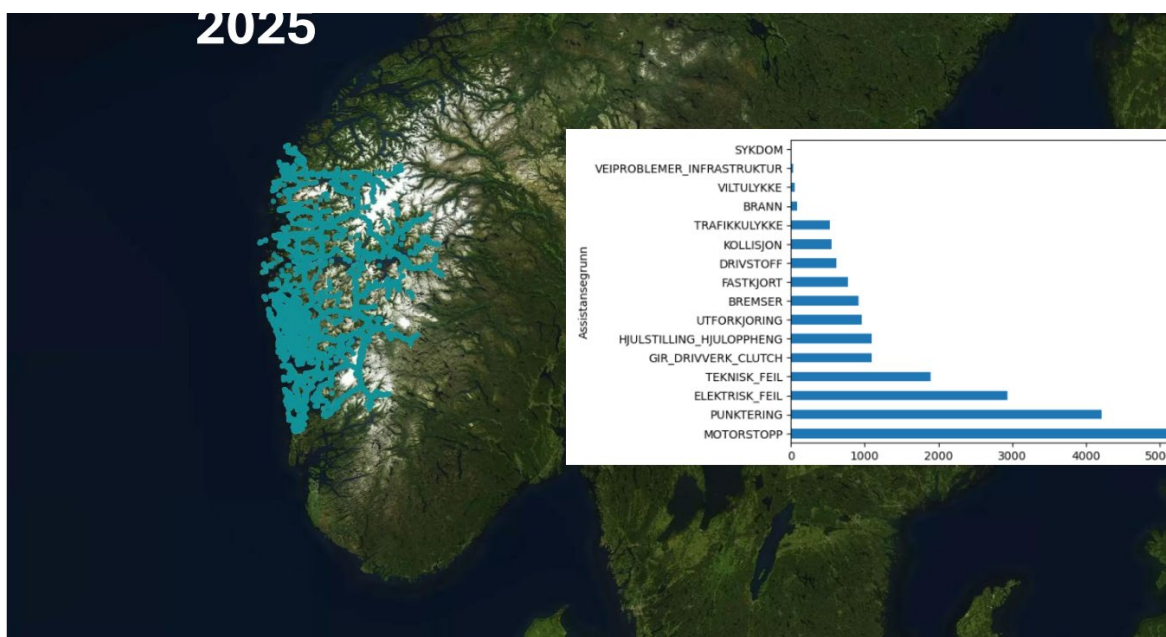 2025
SYKDOM
VEIPROBLEMER_INFRASTRUKTUR
VILTULYKKE
BRANN
TRAFIKKULYKKE
KOLLISJON
DRIVSTOFF
FASTKJORT
BREMSER
UTFORKJORING
HJULSTILLING_HJULOPPHENG
GIR_DRIVVERK_CLUTCH
TEKNISK_FEIL
ELEKTRISK_FEIL
PUNKTERING
MOTORSTOPP
Assistansegrunn
0 1000 2000 3000 4000 500